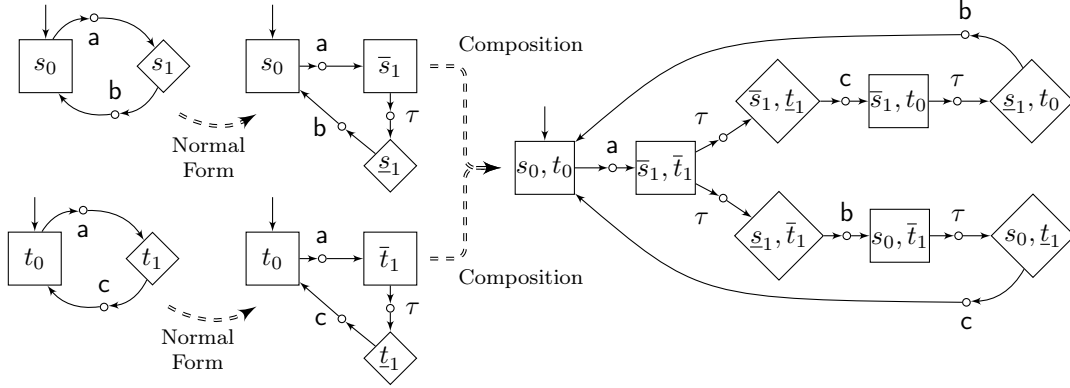 s₀
a
s₁
b
Normal
Form
s₀
a
s̅₁
τ
b
s̲₁
t₀
a
t₁
c
Normal
Form
t₀
a
t̅₁
τ
c
t̲₁
Composition
Composition
s₀, t₀
a
s̅₁, t̅₁
τ
s̅₁, t̲₁
c
s̅₁, t₀
τ
s̲₁, t₀
b
τ
s̲₁, t̅₁
b
s₀, t̅₁
τ
s₀, t̲₁
c